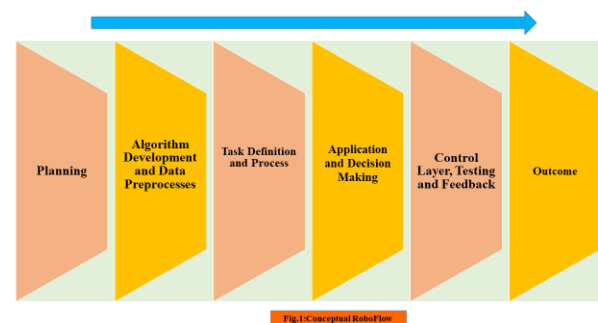 Planning
Algorithm
Development
and Data
Preprocesses
Task Definition
and Process
Application
and Decision
Making
Control
Layer, Testing
and Feedback
Outcome
Fig.1:Conceptual RoboFlow